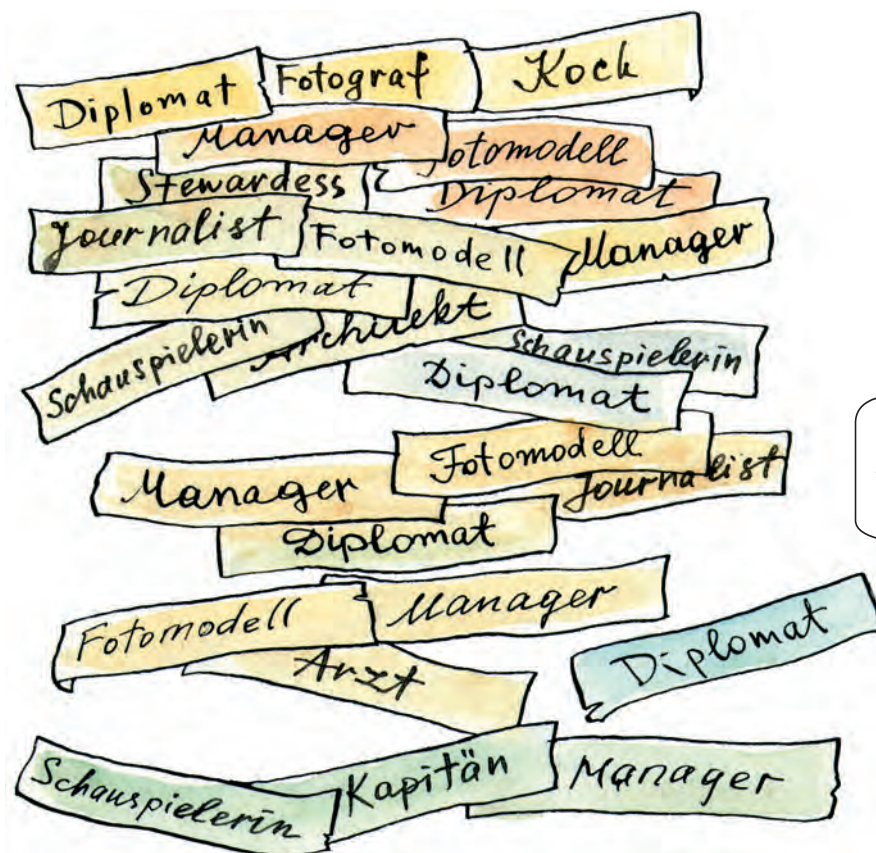 Diplomat Fotograf Koch
Manager Fotomodell
Stewardess Diplomat
Journalist Fotomodell Manager
Diplomat
Schauspielerin Architekt Schauspielerin
Diplomat
Manager Fotomodell Journalist
Diplomat
Fotomodell Manager Diplomat
Arzt
Schauspielerin Kapitän Manager